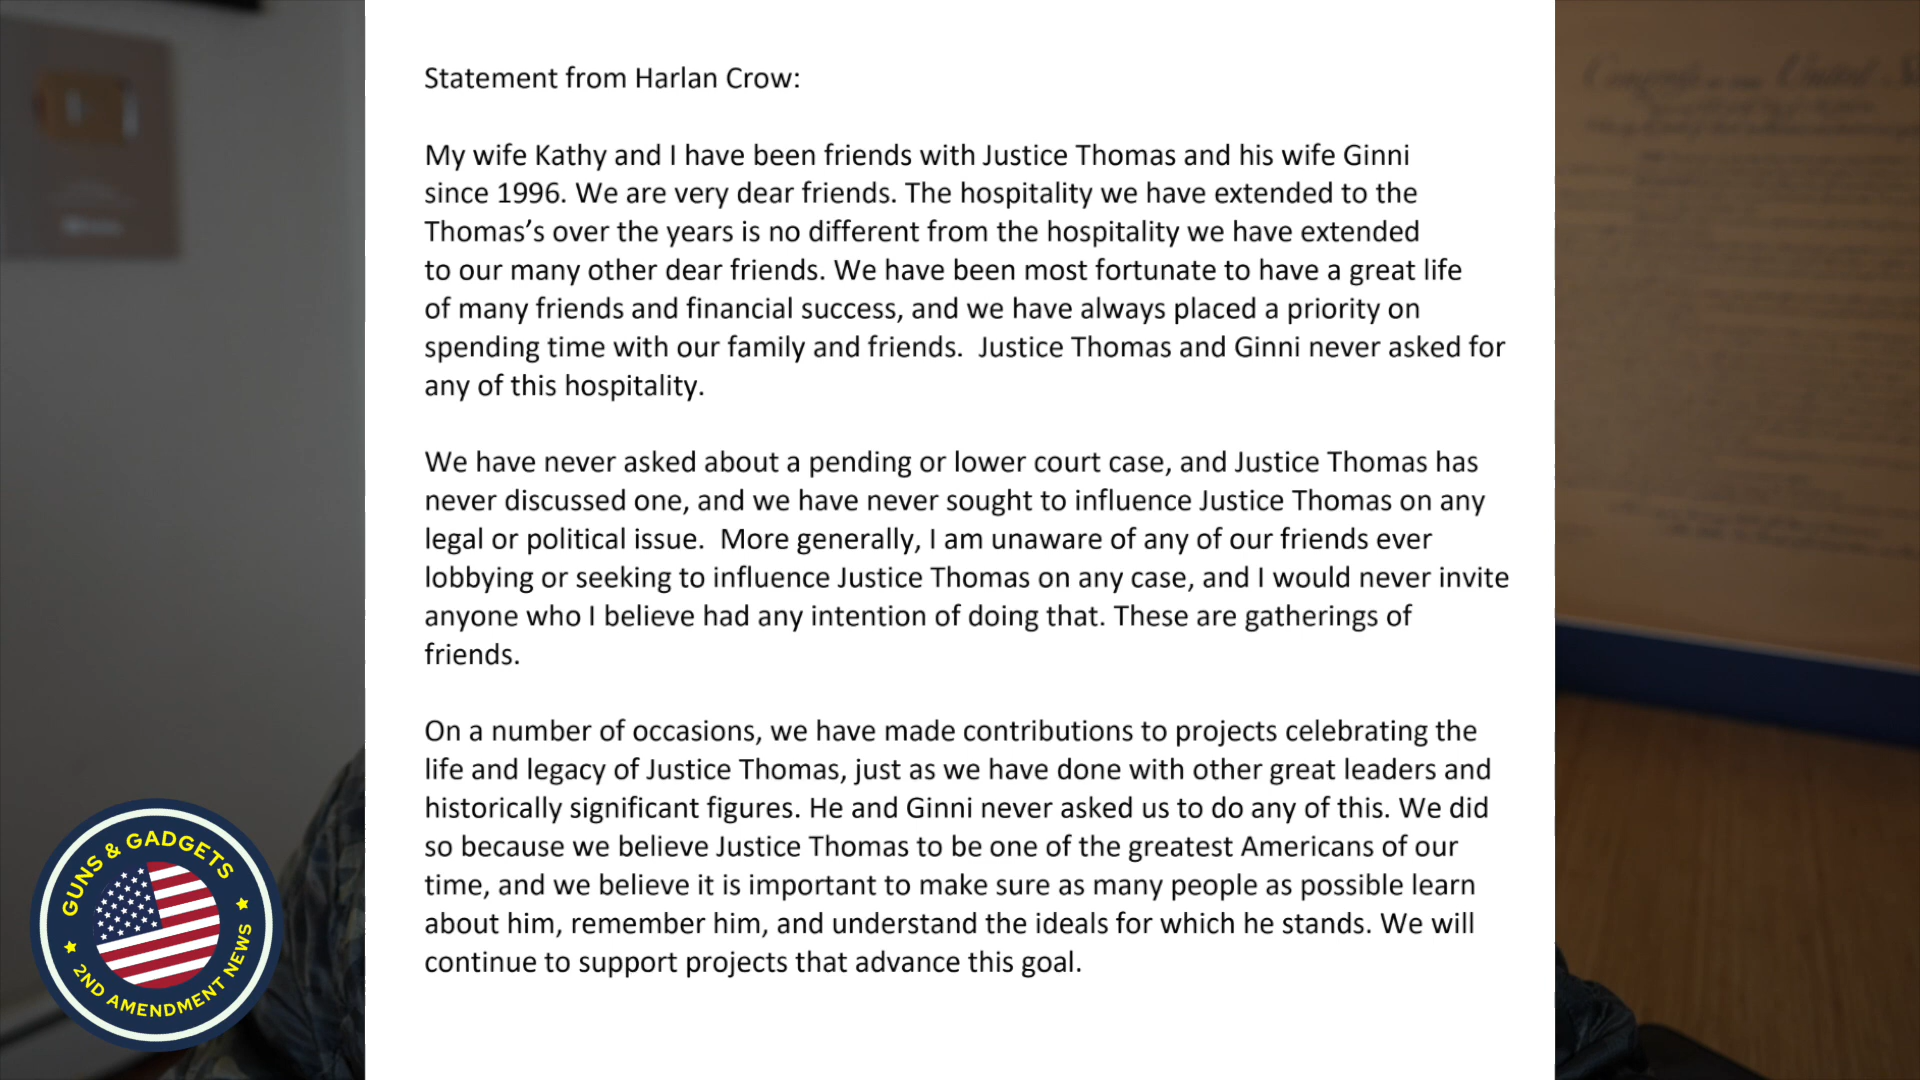 Statement from Harlan Crow:
My wife Kathy and I have been friends with Justice Thomas and his wife Ginni
since 1996. We are very dear friends. The hospitality we have extended to the
Thomas’s over the years is no different from the hospitality we have extended
to our many other dear friends. We have been most fortunate to have a great life
of many friends and financial success, and we have always placed a priority on
spending time with our family and friends.  Justice Thomas and Ginni never asked for
any of this hospitality.
We have never asked about a pending or lower court case, and Justice Thomas has
never discussed one, and we have never sought to influence Justice Thomas on any
legal or political issue.  More generally, I am unaware of any of our friends ever
lobbying or seeking to influence Justice Thomas on any case, and I would never invite
anyone who I believe had any intention of doing that. These are gatherings of
friends.
On a number of occasions, we have made contributions to projects celebrating the
life and legacy of Justice Thomas, just as we have done with other great leaders and
historically significant figures. He and Ginni never asked us to do any of this. We did
so because we believe Justice Thomas to be one of the greatest Americans of our
time, and we believe it is important to make sure as many people as possible learn
about him, remember him, and understand the ideals for which he stands. We will
continue to support projects that advance this goal.
GUNS & GADGETS
2ND AMENDMENT NEWS
Congress United